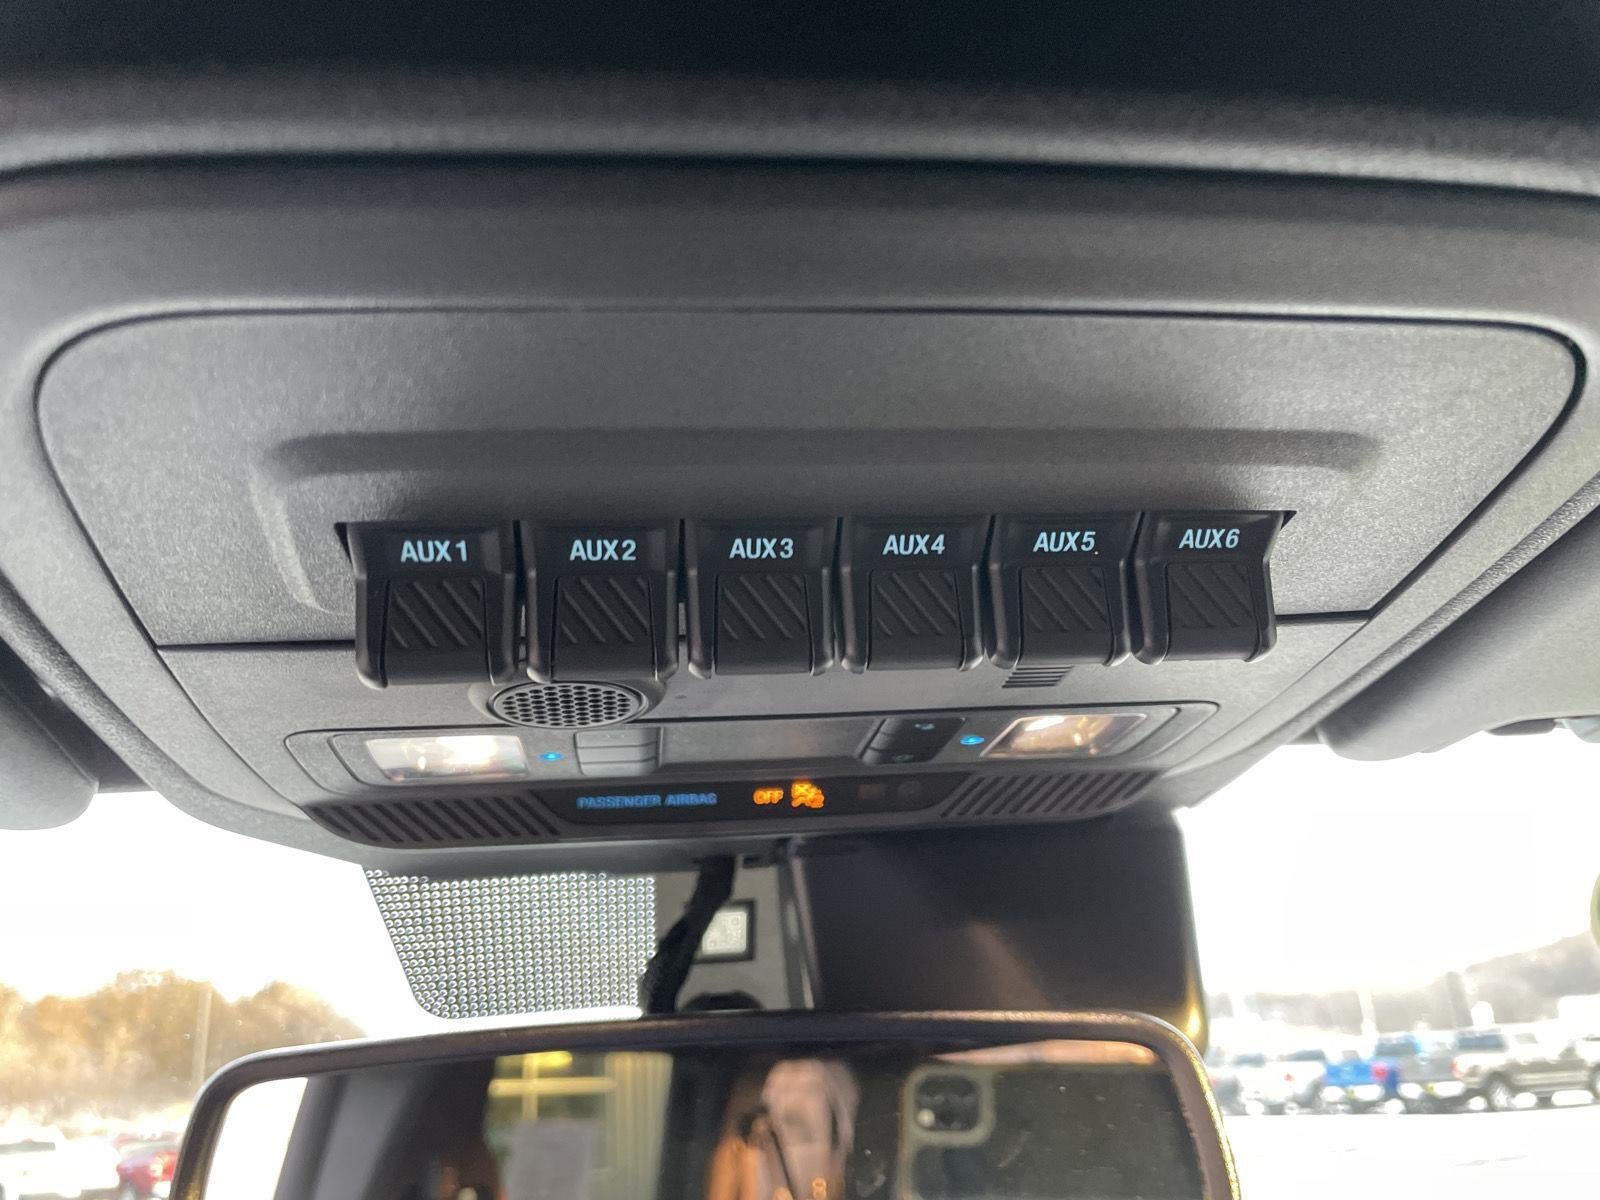 AUX1 AUX2 AUX3 AUX4 AUX5 AUX6
PASSENGER AIRBAG OFF